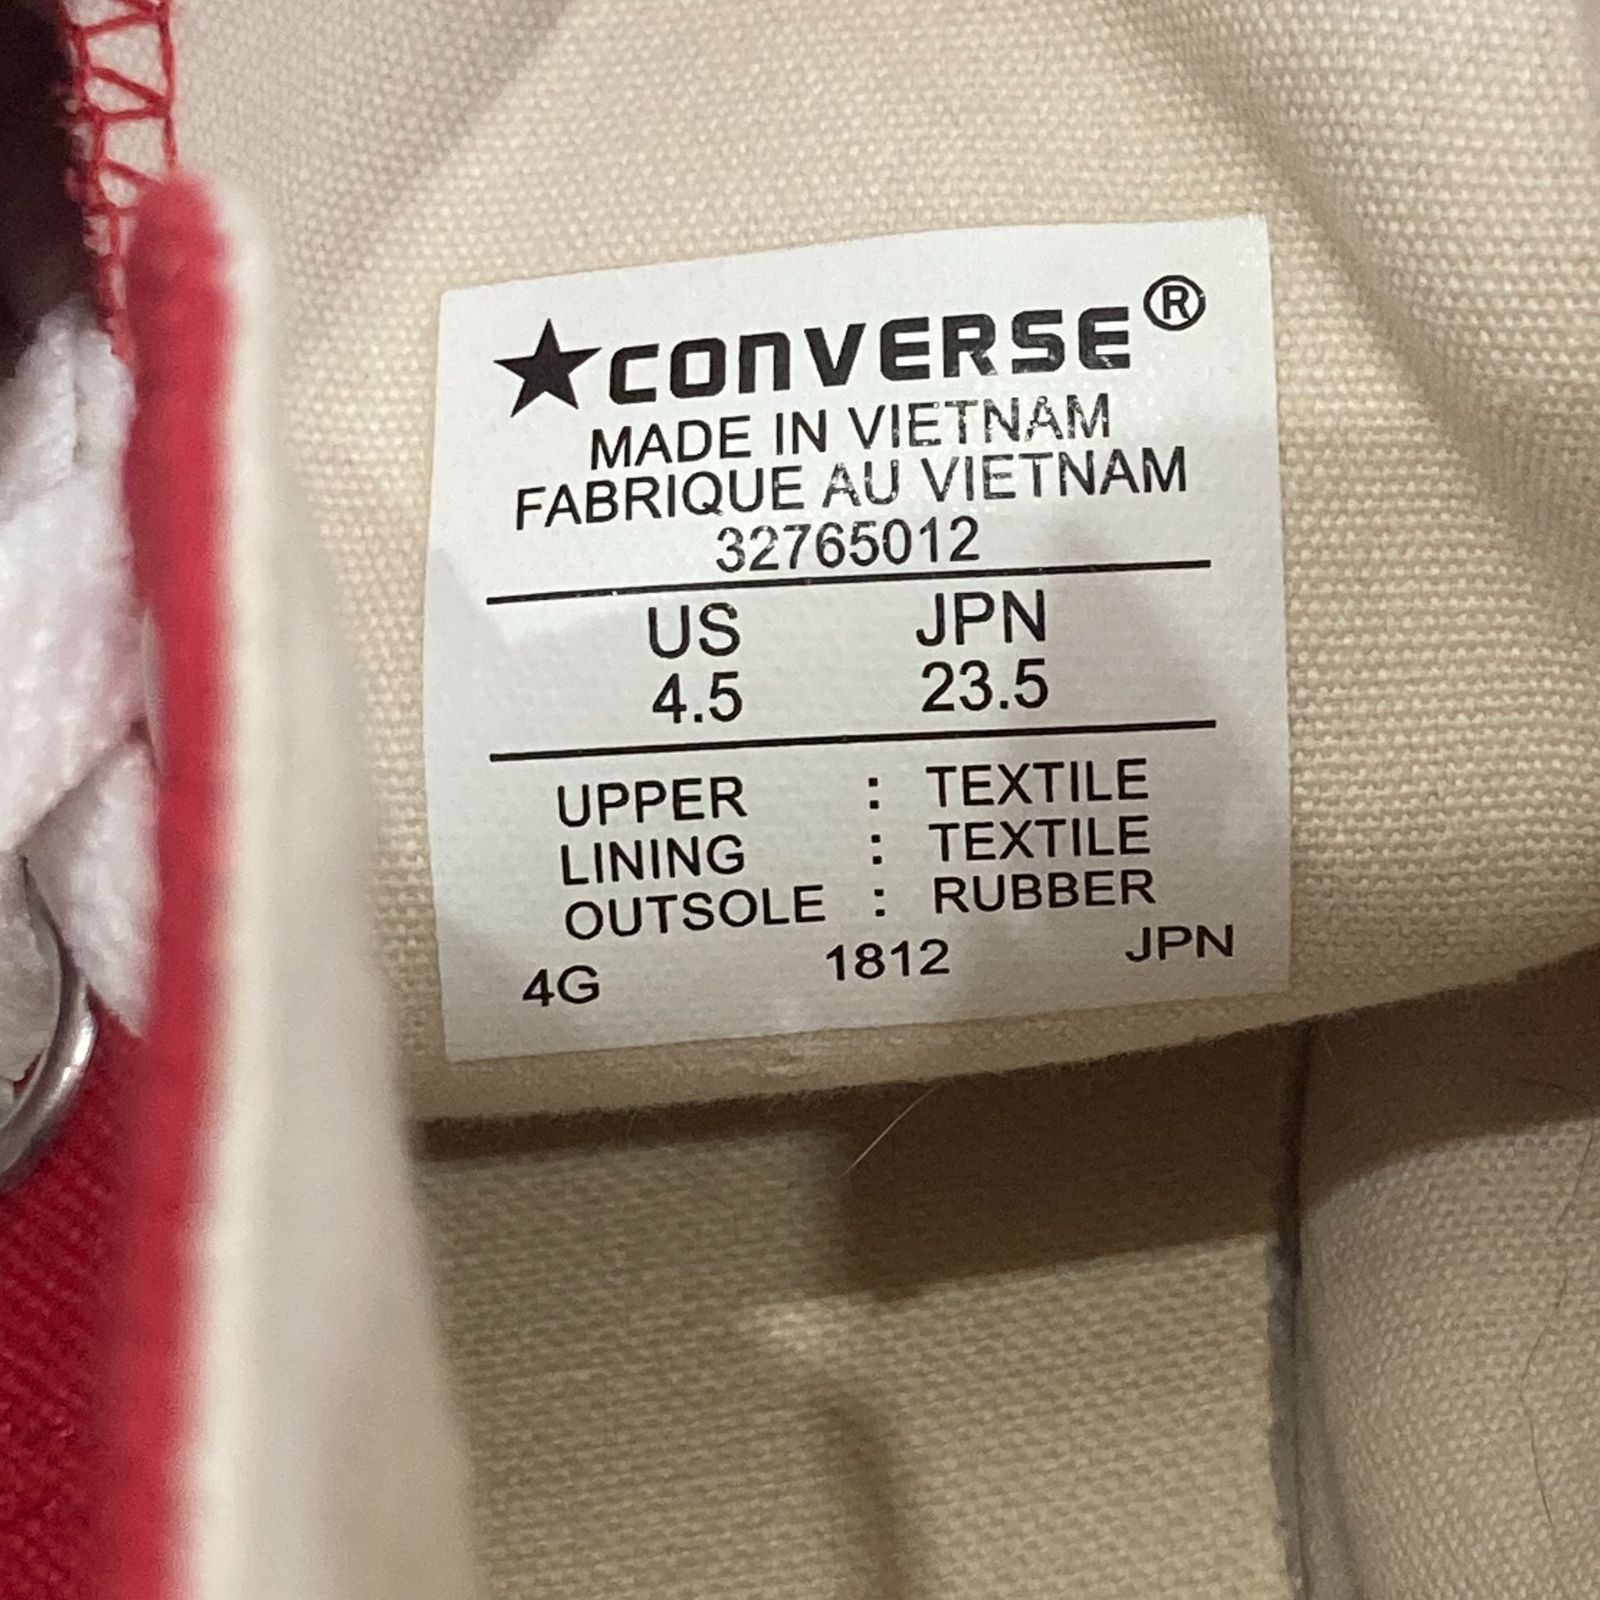 ★CONVERSE®
MADE IN VIETNAM
FABRIQUE AU VIETNAM
32765012
US JPN
4.5 23.5
UPPER : TEXTILE
LINING : TEXTILE
OUTSOLE : RUBBER
4G 1812 JPN